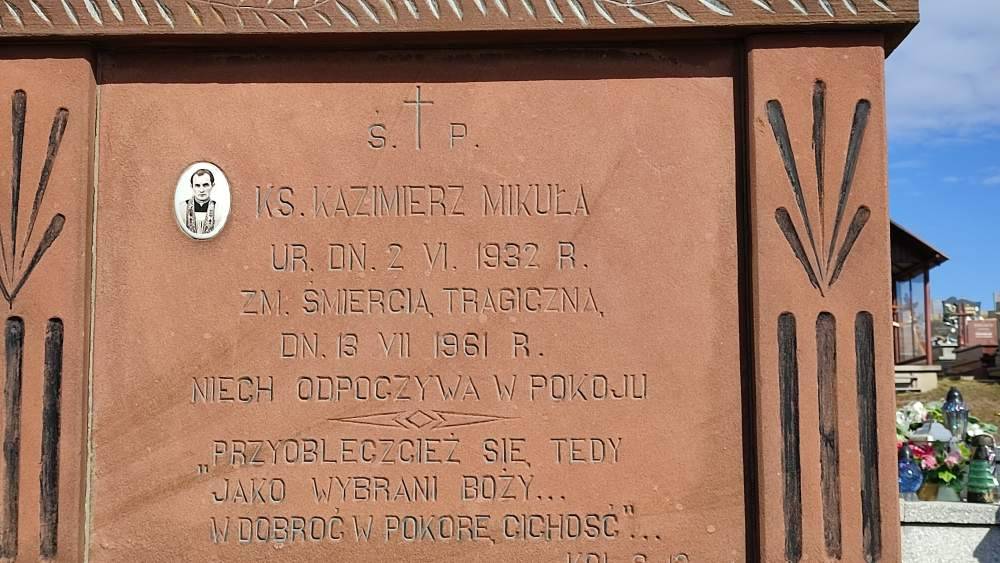 Ś. P.
KS. KAZIMIERZ MIKUŁA
UR. DN. 2 VI. 1932 R.
ZM. ŚMIERCIĄ TRAGICZNĄ
DN. 13 VII 1961 R.
NIECH ODPOCZYWA W POKOJU
„PRZYOBLECZCIEŻ SIĘ TEDY
JAKO WYBRANI BOŻY...
W DOBROĆ W POKORĘ, CICHOŚĆ”...